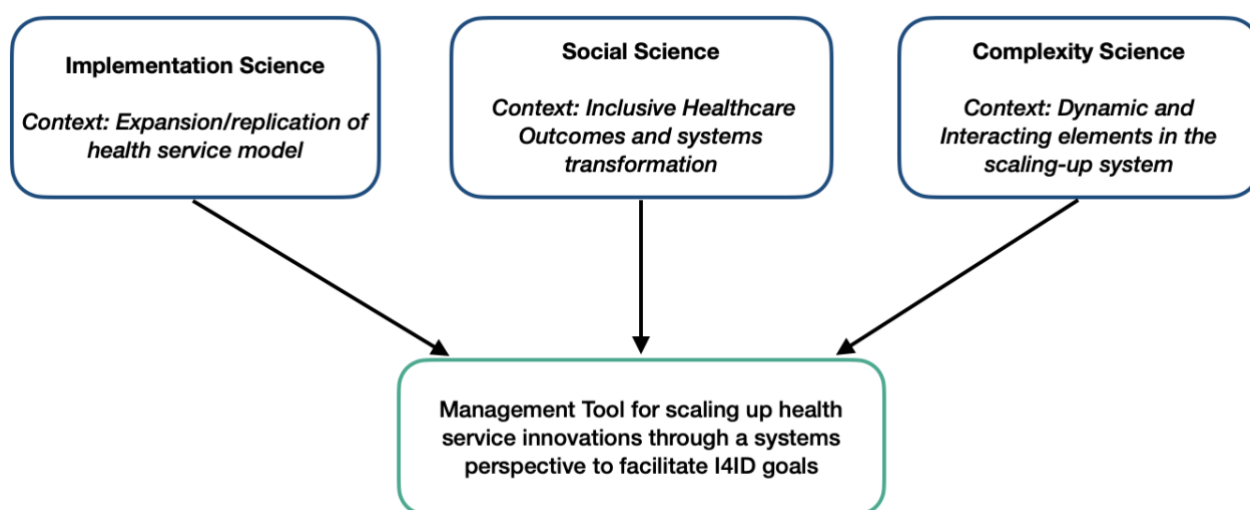 Implementation Science
Context: Expansion/replication of
health service model
Social Science
Context: Inclusive Healthcare
Outcomes and systems
transformation
Complexity Science
Context: Dynamic and
Interacting elements in the
scaling-up system
Management Tool for scaling up health
service innovations through a systems
perspective to facilitate I4ID goals